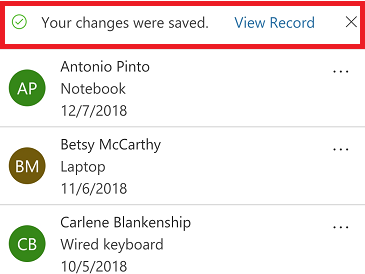 Your changes were saved. View Record
Antonio Pinto
AP
Notebook
12/7/2018
Betsy McCarthy
BM
Laptop
11/6/2018
Carlene Blankenship
CB
Wired keyboard
10/5/2018